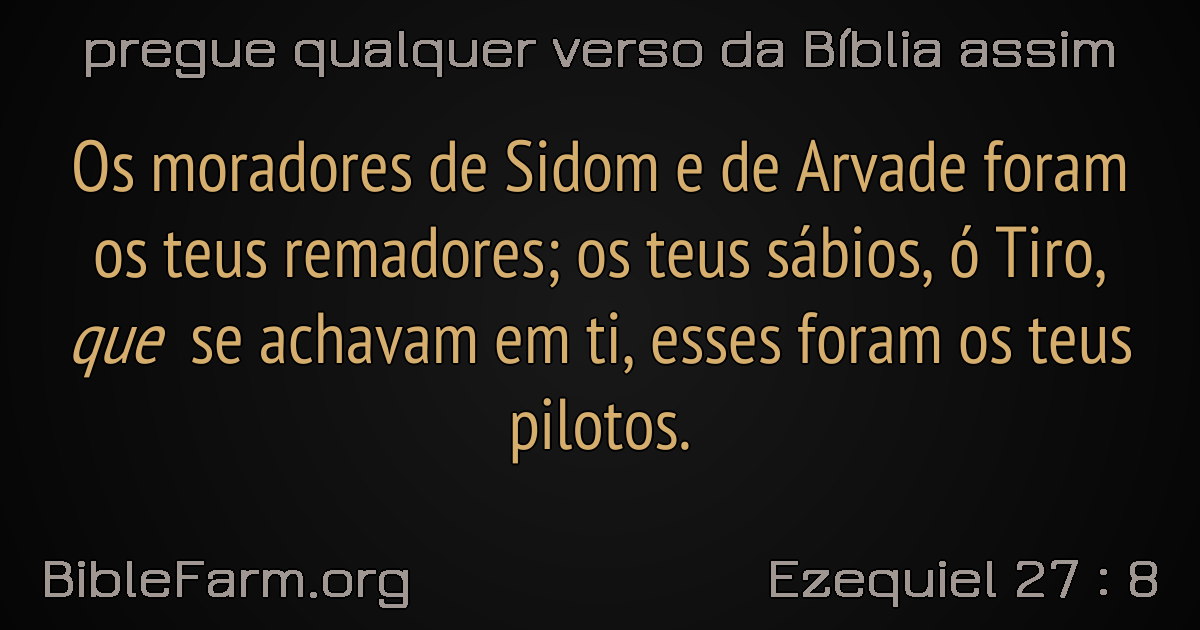 pregue qualquer verso da Bíblia assim
Os moradores de Sidom e de Arvade foram
os teus remadores; os teus sábios, ó Tiro,
que se achavam em ti, esses foram os teus
pilotos.
BibleFarm.org
Ezequiel 27 : 8